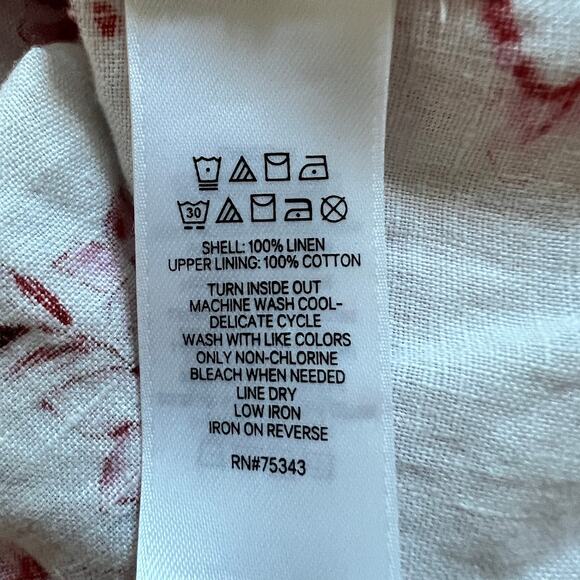 30
SHELL: 100% LINEN
UPPER LINING: 100% COTTON
TURN INSIDE OUT
MACHINE WASH COOL-
DELICATE CYCLE
WASH WITH LIKE COLORS
ONLY NON-CHLORINE
BLEACH WHEN NEEDED
LINE DRY
LOW IRON
IRON ON REVERSE
RN#75343